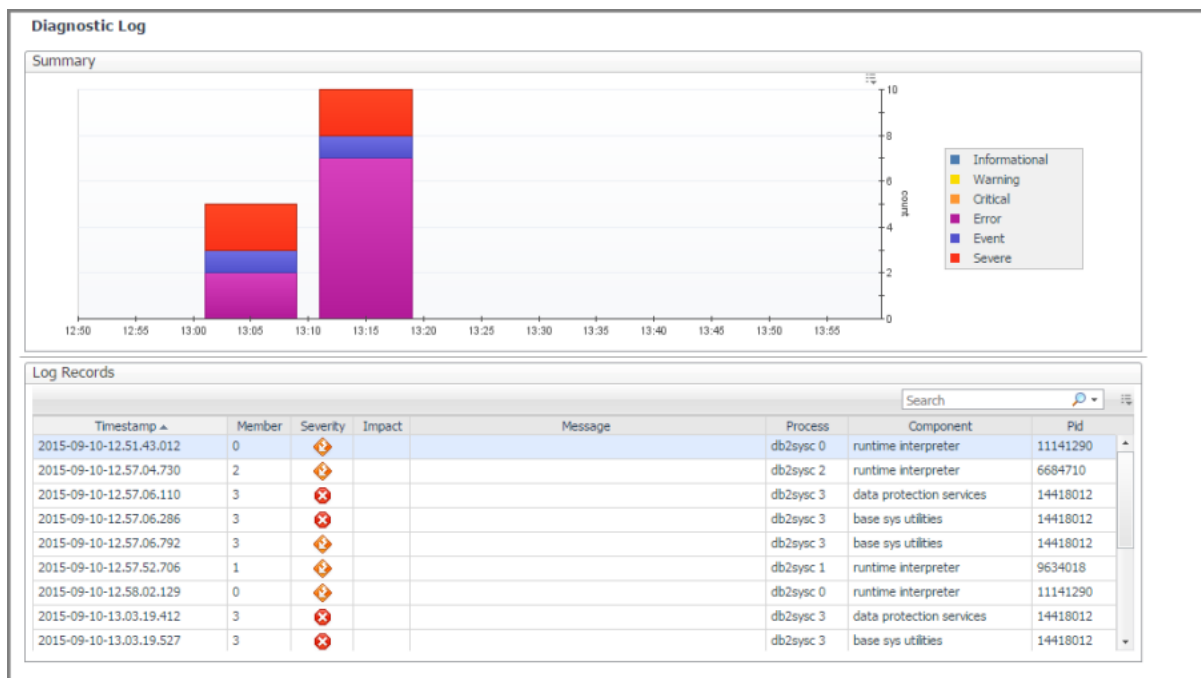 Diagnostic Log
Summary
10
8
6
4
2
0
count
12:50 12:55 13:00 13:05 13:10 13:15 13:20 13:25 13:30 13:35 13:40 13:45 13:50 13:55
Informational
Warning
Critical
Error
Event
Severe
Log Records
Search
Timestamp Member Severity Impact Message Process Component Pid
2015-09-10-12.51.43.012 0 db2sysc 0 runtime interpreter 11141290
2015-09-10-12.57.04.730 2 db2sysc 2 runtime interpreter 6684710
2015-09-10-12.57.06.110 3 db2sysc 3 data protection services 14418012
2015-09-10-12.57.06.286 3 db2sysc 3 base sys utilities 14418012
2015-09-10-12.57.06.792 3 db2sysc 3 base sys utilities 14418012
2015-09-10-12.57.52.706 1 db2sysc 1 runtime interpreter 9634018
2015-09-10-12.58.02.129 0 db2sysc 0 runtime interpreter 11141290
2015-09-10-13.03.19.412 3 db2sysc 3 data protection services 14418012
2015-09-10-13.03.19.527 3 db2sysc 3 base sys utilities 14418012